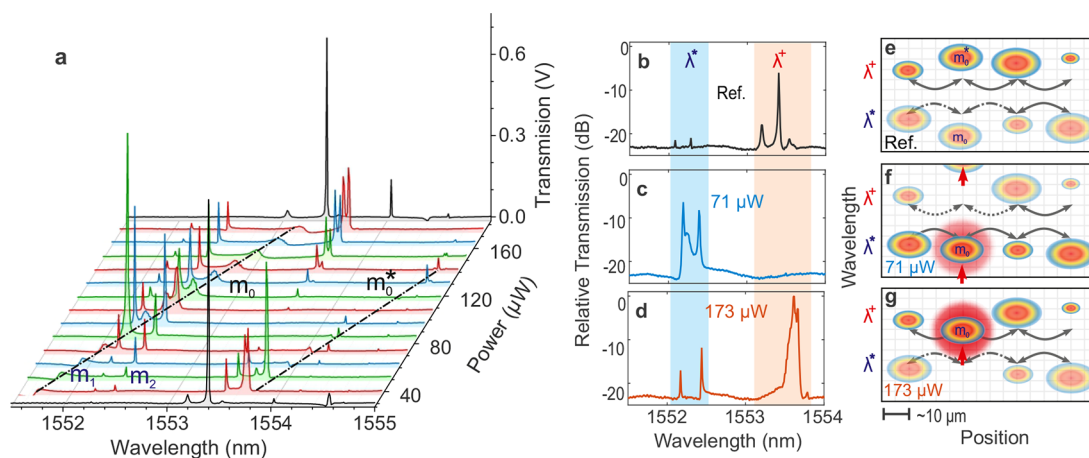 a
0.6
0.3
0.0
Transmision (V)
160
120
80
40
Power (µW)
m₀
m₀*
m₁
m₂
1552
1553
1554
1555
Wavelength (nm)
λ*
λ⁺
0
b
Ref.
-10
-20
0
c
71 µW
-10
-20
0
d
173 µW
-10
-20
Relative Transmission (dB)
1552
1553
1554
Wavelength (nm)
e
λ⁺
m₀*
λ*
m₀
Ref.
f
λ⁺
λ*
m₀
71 µW
g
λ⁺
m₀
λ*
173 µW
Wavelength
~10 µm
Position